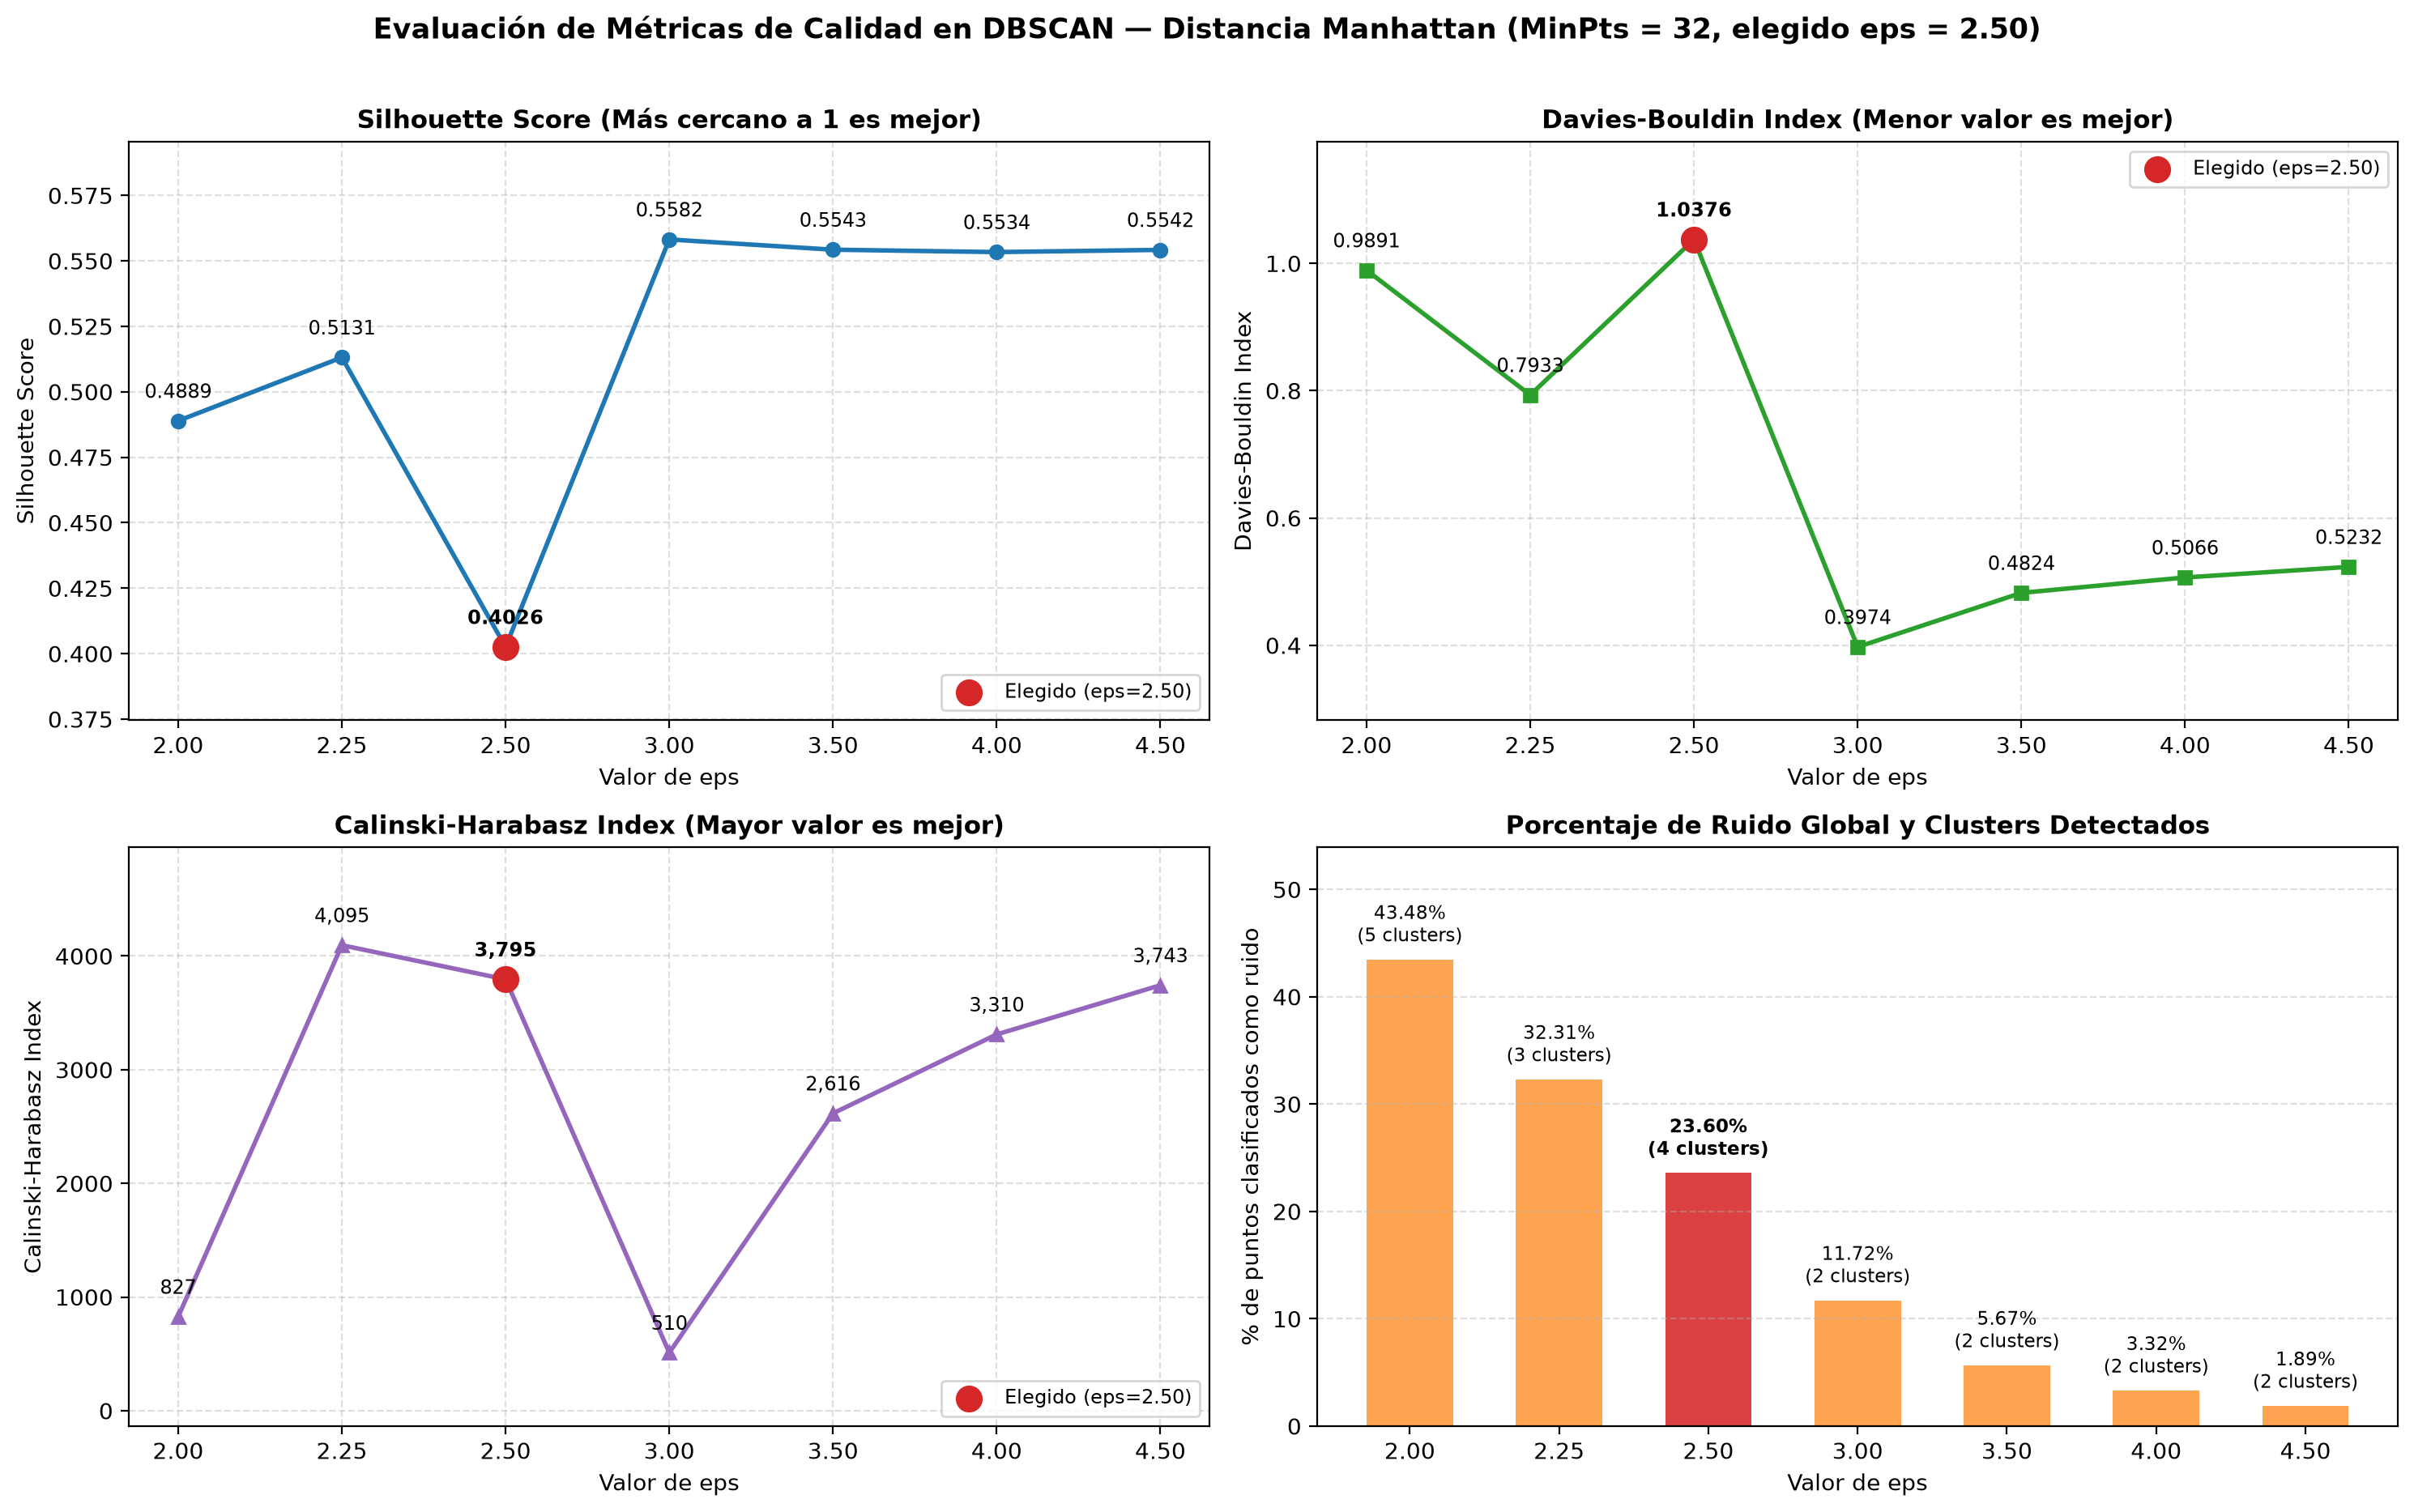 Evaluación de Métricas de Calidad en DBSCAN — Distancia Manhattan (MinPts = 32, elegido eps = 2.50)
Silhouette Score (Más cercano a 1 es mejor)
Silhouette Score
0.575
0.550
0.525
0.500
0.475
0.450
0.425
0.400
0.375
0.4889
0.5131
0.4026
0.5582
0.5543
0.5534
0.5542
Elegido (eps=2.50)
2.00 2.25 2.50 3.00 3.50 4.00 4.50
Valor de eps
Davies-Bouldin Index (Menor valor es mejor)
Davies-Bouldin Index
1.0
0.8
0.6
0.4
0.9891
0.7933
1.0376
0.3974
0.4824
0.5066
0.5232
Elegido (eps=2.50)
2.00 2.25 2.50 3.00 3.50 4.00 4.50
Valor de eps
Calinski-Harabasz Index (Mayor valor es mejor)
Calinski-Harabasz Index
4000
3000
2000
1000
0
827
4,095
3,795
510
2,616
3,310
3,743
Elegido (eps=2.50)
2.00 2.25 2.50 3.00 3.50 4.00 4.50
Valor de eps
Porcentaje de Ruido Global y Clusters Detectados
% de puntos clasificados como ruido
50
40
30
20
10
0
43.48%
(5 clusters)
32.31%
(3 clusters)
23.60%
(4 clusters)
11.72%
(2 clusters)
5.67%
(2 clusters)
3.32%
(2 clusters)
1.89%
(2 clusters)
2.00 2.25 2.50 3.00 3.50 4.00 4.50
Valor de eps